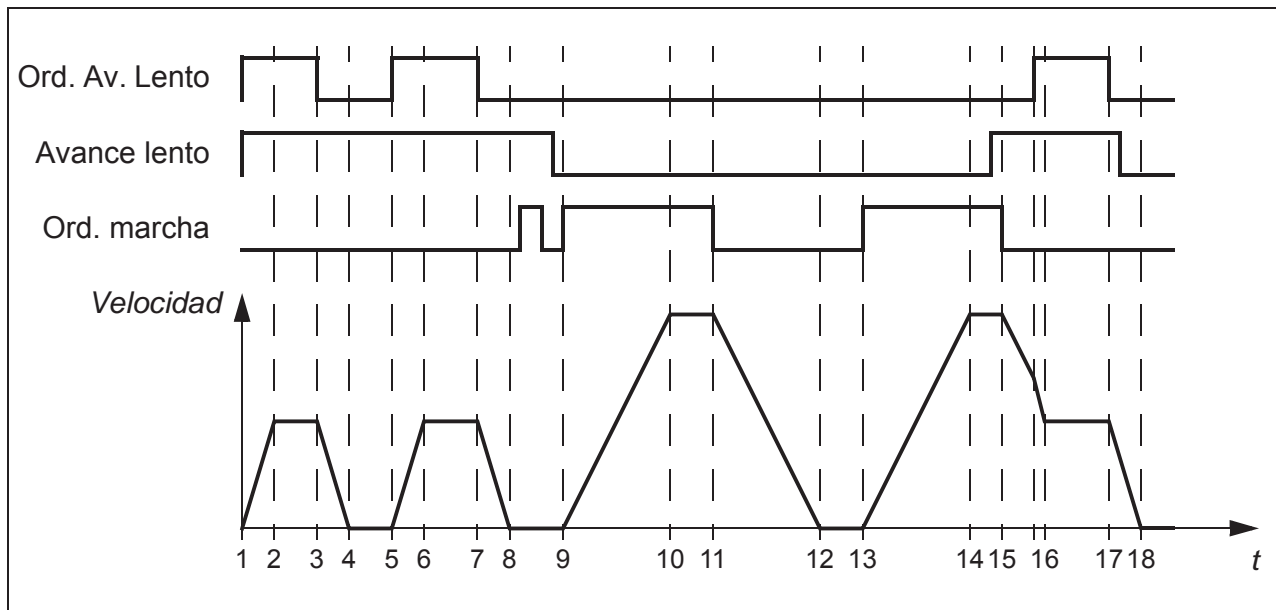 Ord. Av. Lento
Avance lento
Ord. marcha
Velocidad
1 2 3 4 5 6 7 8 9 10 11 12 13 14 15 16 17 18 t